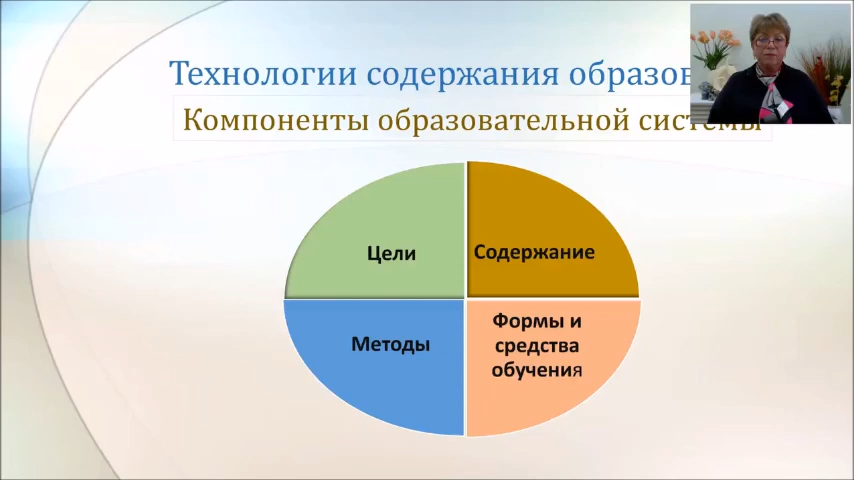 Технологии содержания образов
Компоненты образовательной системы
Цели
Содержание
Методы
Формы и
средства
обучения